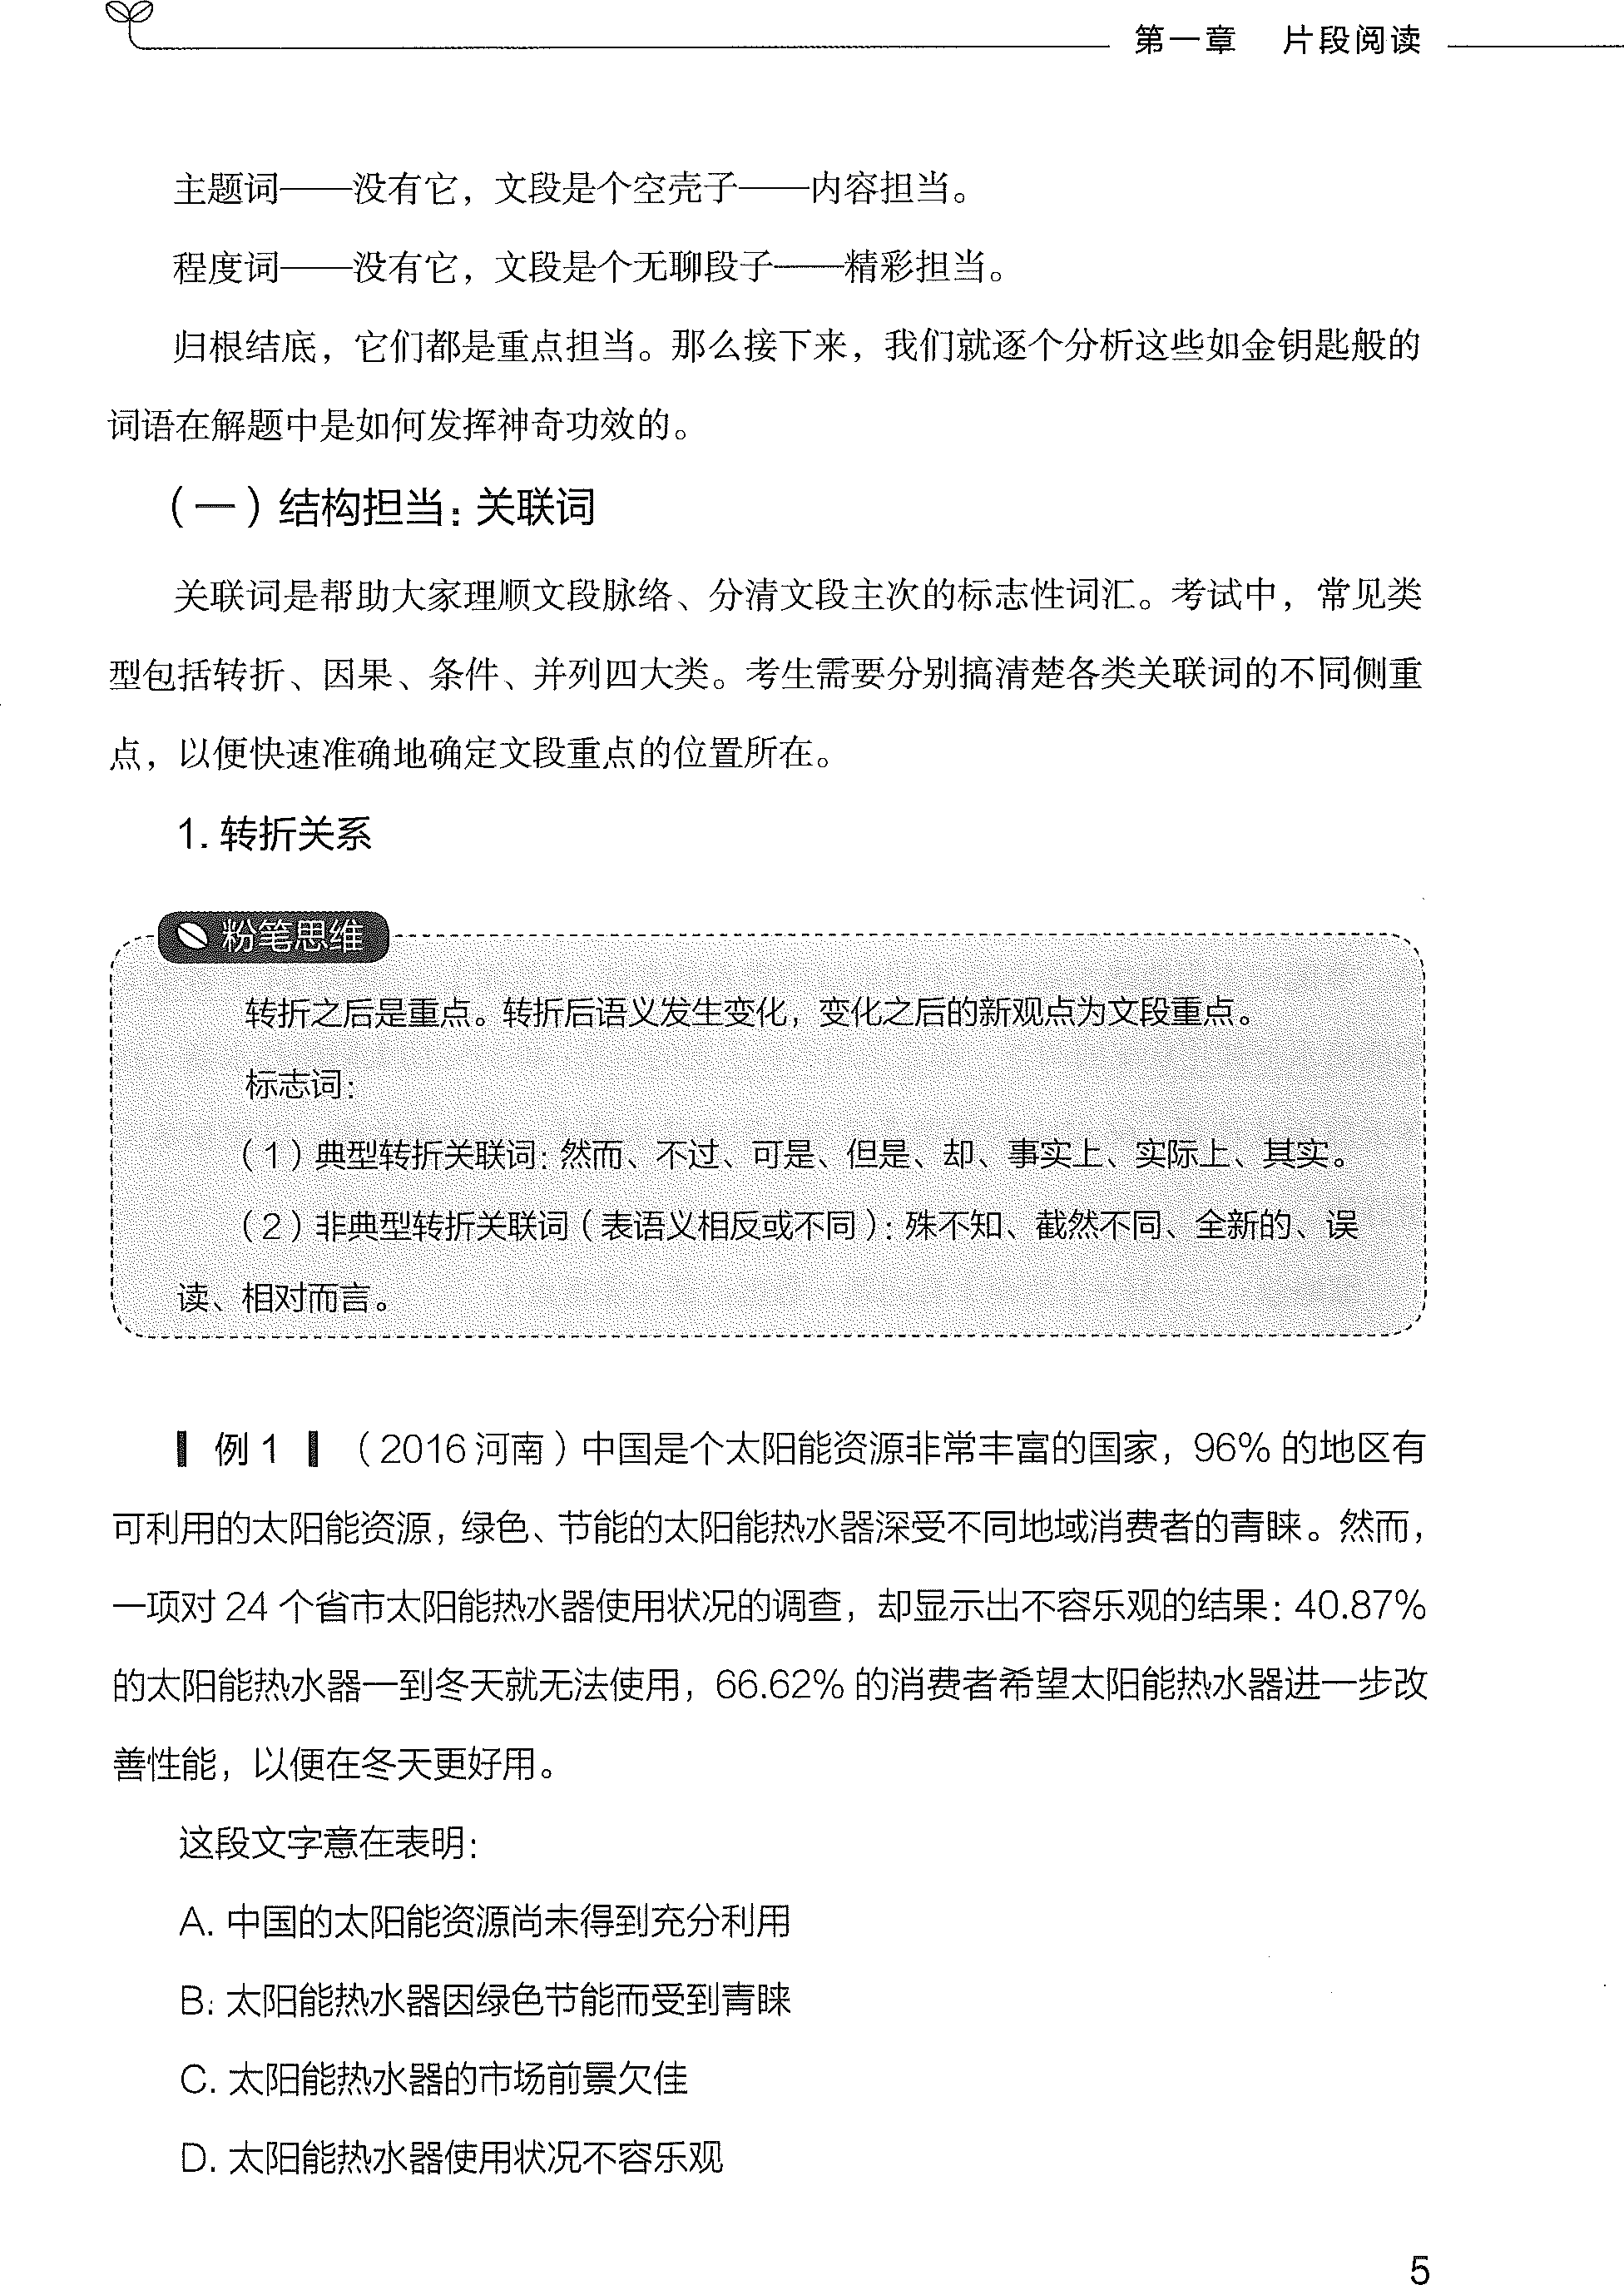 第一章 片段阅读
主题词——没有它，文段是个空壳子——内容担当。
程度词——没有它，文段是个无聊段子——精彩担当。
归根结底，它们都是重点担当。那么接下来，我们就逐个分析这些如金钥匙般的
词语在解题中是如何发挥神奇功效的。
（一）结构担当：关联词
关联词是帮助大家理顺文段脉络、分清文段主次的标志性词汇。考试中，常见类
型包括转折、因果、条件、并列四大类。考生需要分别搞清楚各类关联词的不同侧重
点，以便快速准确地确定文段重点的位置所在。
1. 转折关系
粉笔思维
转折之后是重点。转折后语义发生变化，变化之后的新观点为文段重点。
标志词：
（1）典型转折关联词：然而、不过、可是、但是、却、事实上、实际上、其实。
（2）非典型转折关联词（表语义相反或不同）：殊不知、截然不同、全新的、误
读、相对而言。
例 1 （2016 河南）中国是个太阳能资源非常丰富的国家，96% 的地区有
可利用的太阳能资源，绿色、节能的太阳能热水器深受不同地域消费者的青睐。然而，
一项对 24 个省市太阳能热水器使用状况的调查，却显示出不容乐观的结果：40.87%
的太阳能热水器一到冬天就无法使用，66.62% 的消费者希望太阳能热水器进一步改
善性能，以便在冬天更好用。
这段文字意在表明：
A. 中国的太阳能资源尚未得到充分利用
B. 太阳能热水器因绿色节能而受到青睐
C. 太阳能热水器的市场前景欠佳
D. 太阳能热水器使用状况不容乐观
5